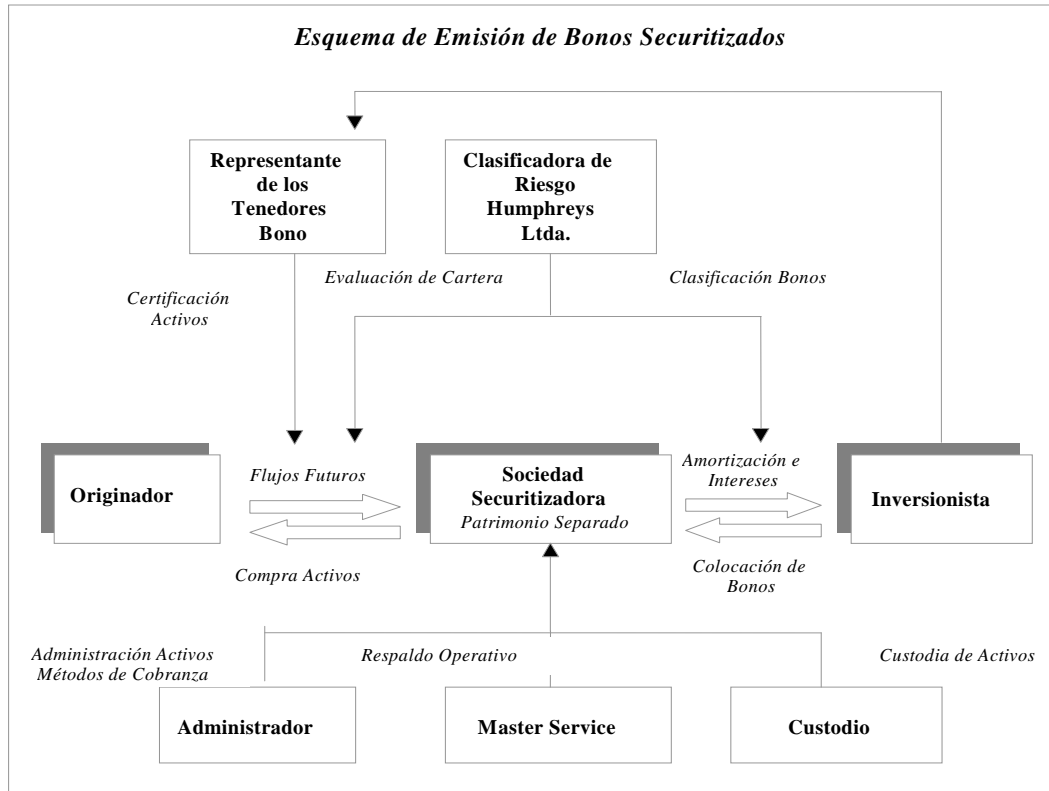 Esquema de Emisión de Bonos Securitizados
Representante
de los
Tenedores
Bono
Clasificadora de
Riesgo
Humphreys
Ltda.
Certificación
Activos
Evaluación de Cartera
Clasificación Bonos
Originador
Flujos Futuros
Compra Activos
Sociedad
Securitizadora
Patrimonio Separado
Amortización e
Intereses
Colocación de
Bonos
Inversionista
Administración Activos
Métodos de Cobranza
Respaldo Operativo
Custodia de Activos
Administrador
Master Service
Custodio